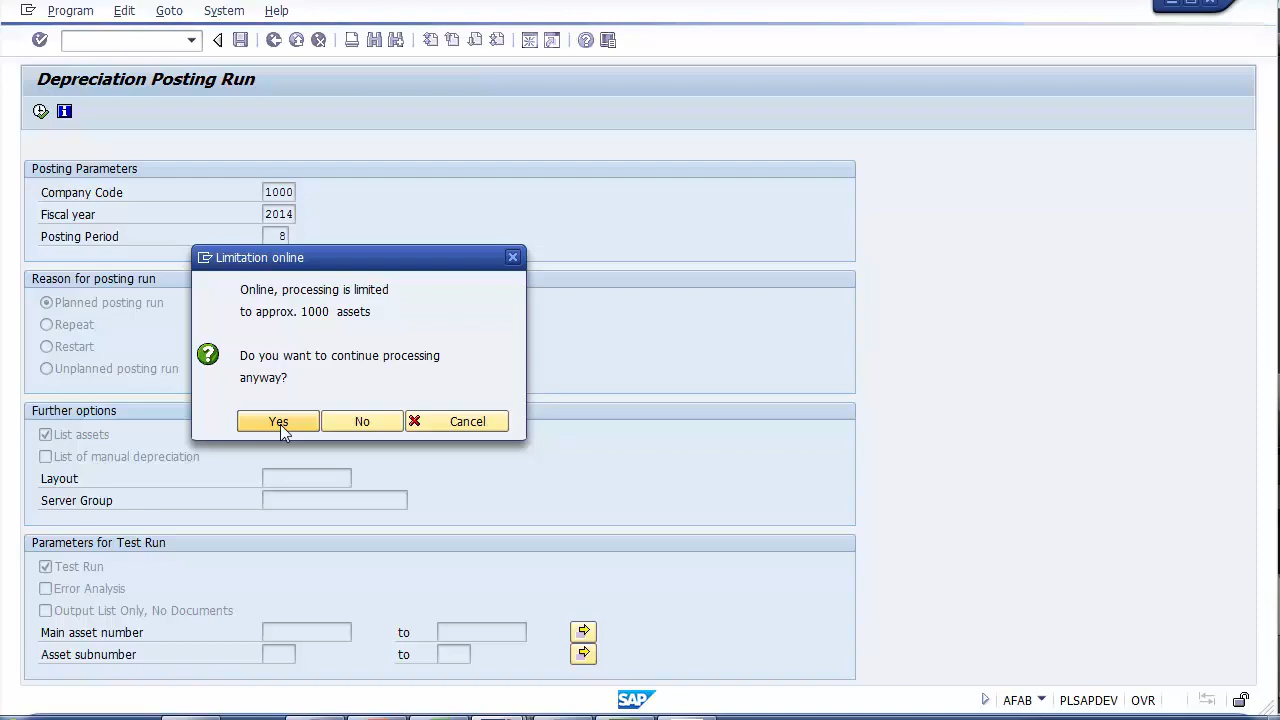 Program Edit Goto System Help
Depreciation Posting Run
Posting Parameters
Company Code 1000
Fiscal year 2014
Posting Period 8
Limitation online
Online, processing is limited
to approx. 1000 assets
Do you want to continue processing
anyway?
Yes No Cancel
Reason for posting run
Planned posting run
Repeat
Restart
Unplanned posting run
Further options
List assets
List of manual depreciation
Layout
Server Group
Parameters for Test Run
Test Run
Error Analysis
Output List Only, No Documents
Main asset number to
Asset subnumber to
SAP AFAB PLSAPDEV OVR